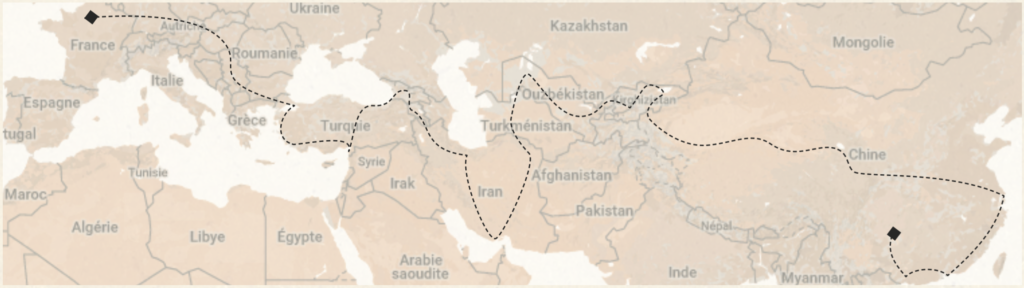 Ukraine
Kazakhstan
Autriche
France
Mongolie
Roumanie
Italie
Espagne
Ouzbékistan
Kirghizistan
Grèce
Turquie
Turkménistan
tugal
Chine
Syrie
Tunisie
Afghanistan
Irak
Iran
Maroc
Pakistan
Algérie
Népal
Libye
Égypte
Arabie
saoudite
Inde
Myanmar